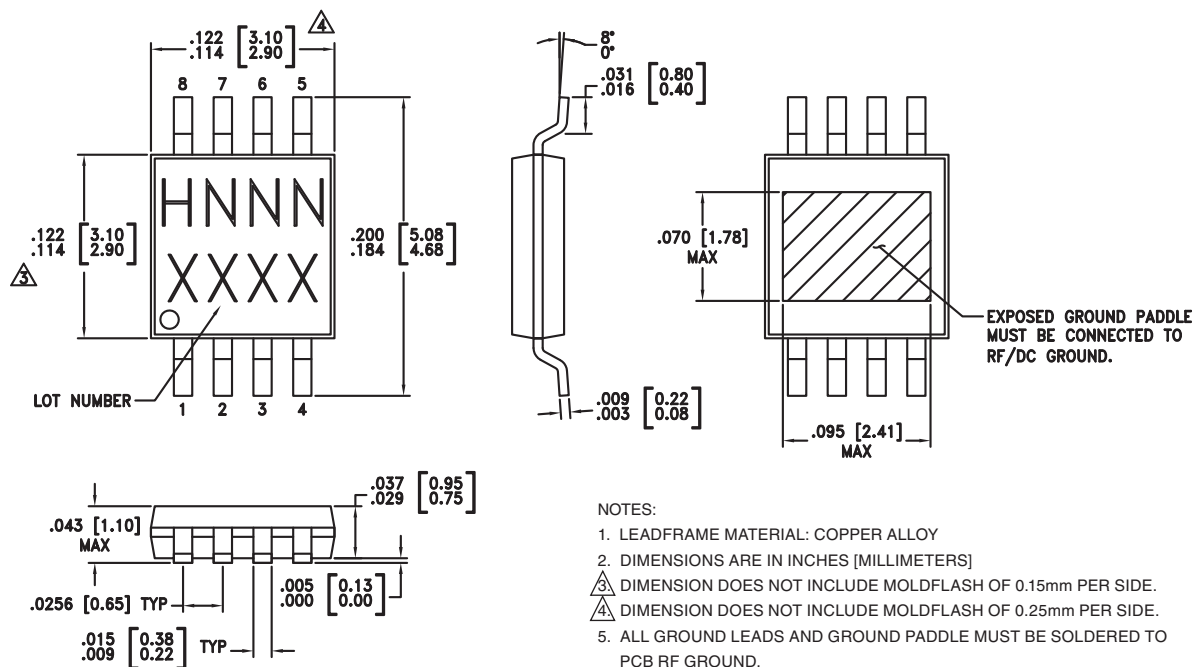 .122 [3.10]
.114 [2.90]
4
8 7 6 5
HNNN
XXXX
.122 [3.10]
.114 [2.90]
3
.200 [5.08]
.184 [4.68]
LOT NUMBER
1 2 3 4
8°
0°
.031 [0.80]
.016 [0.40]
.009 [0.22]
.003 [0.08]
.070 [1.78]
MAX
EXPOSED GROUND PADDLE
MUST BE CONNECTED TO
RF/DC GROUND.
.095 [2.41]
MAX
.037 [0.95]
.029 [0.75]
.043 [1.10]
MAX
.005 [0.13]
.000 [0.00]
.0256 [0.65] TYP
.015 [0.38]
.009 [0.22]
TYP
NOTES:
1. LEADFRAME MATERIAL: COPPER ALLOY
2. DIMENSIONS ARE IN INCHES [MILLIMETERS]
3. DIMENSION DOES NOT INCLUDE MOLDFLASH OF 0.15mm PER SIDE.
4. DIMENSION DOES NOT INCLUDE MOLDFLASH OF 0.25mm PER SIDE.
5. ALL GROUND LEADS AND GROUND PADDLE MUST BE SOLDERED TO
PCB RF GROUND.